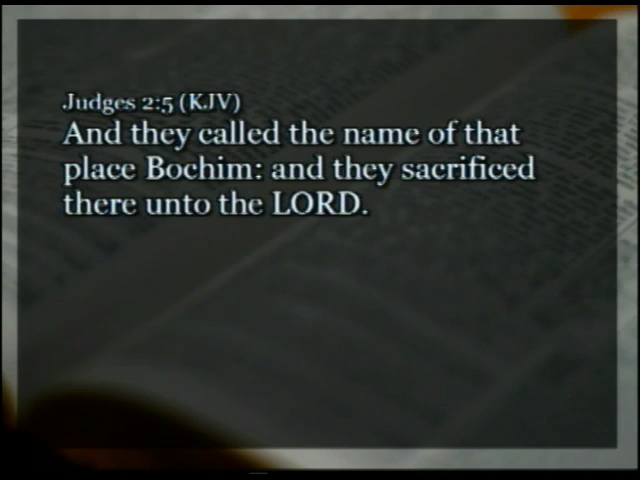 Judges 2:5 (KJV)
And they called the name of that
place Bochim: and they sacrificed
there unto the LORD.